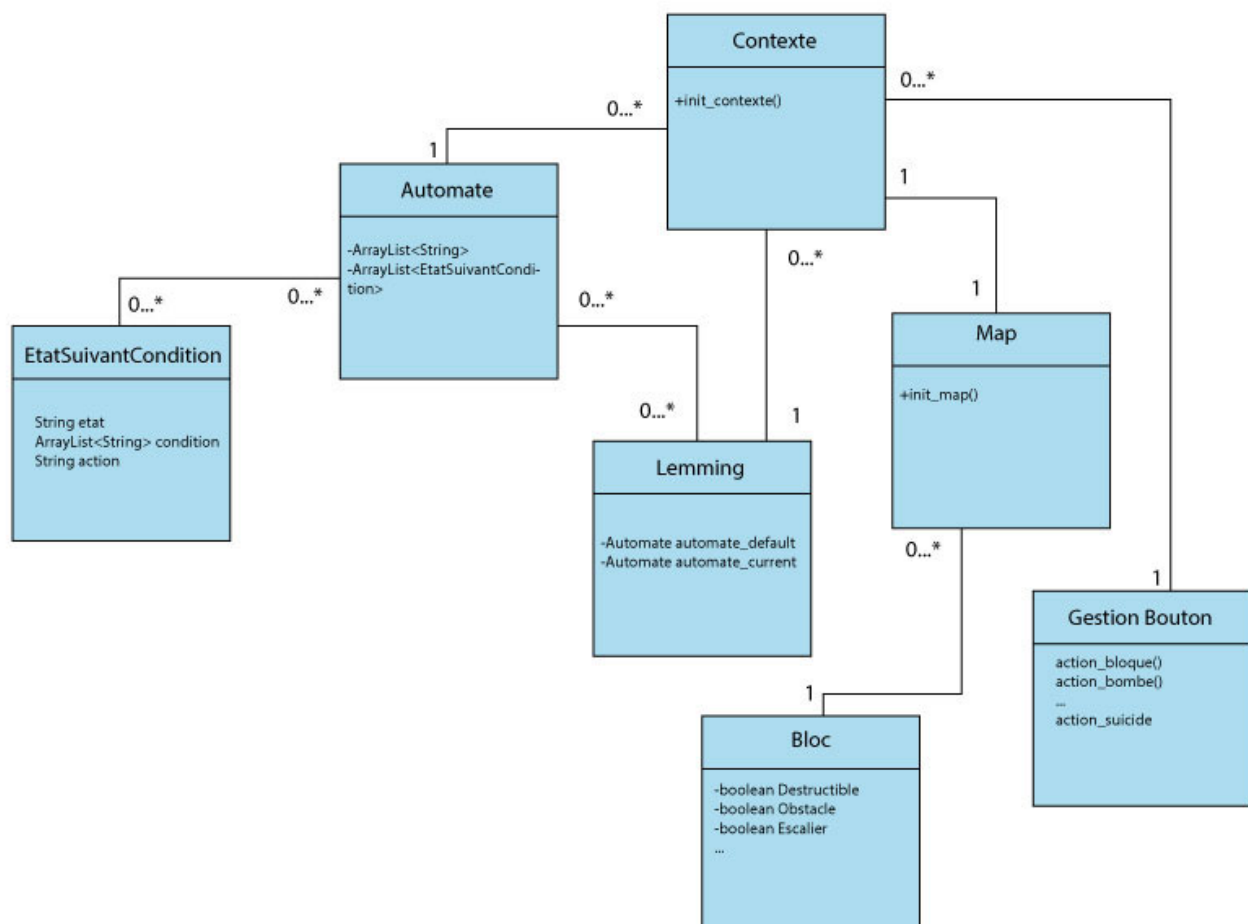 Contexte
+init_contexte()
0...*
0...*
1
1
Automate
-ArrayList<String>
-ArrayList<EtatSuivantCondi-
tion>
0...*
0...*
0...*
0...*
1
EtatSuivantCondition
String etat
ArrayList<String> condition
String action
Map
+init_map()
0...*
1
Lemming
-Automate automate_default
-Automate automate_current
0...*
1
Gestion Bouton
action_bloque()
action_bombe()
...
action_suicide
1
Bloc
-boolean Destructible
-boolean Obstacle
-boolean Escalier
...